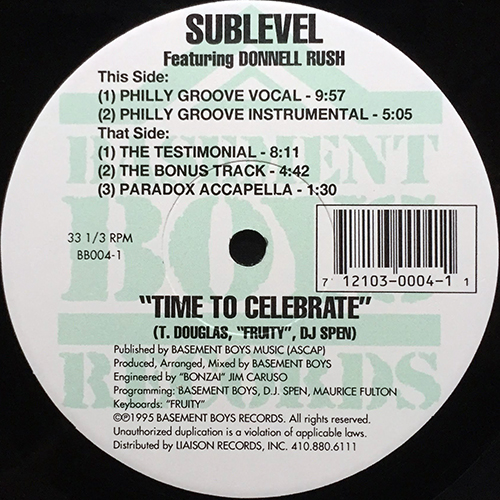 SUBLEVEL
Featuring DONNELL RUSH
This Side:
(1) PHILLY GROOVE VOCAL - 9:57
(2) PHILLY GROOVE INSTRUMENTAL - 5:05
That Side:
(1) THE TESTIMONIAL - 8:11
(2) THE BONUS TRACK - 4:42
(3) PARADOX ACCAPELLA - 1:30
BASEMENT
BOYS
RECORDS
33 1/3 RPM
BB004-1
7 12103-0004-1 1
"TIME TO CELEBRATE"
(T. DOUGLAS, "FRUITY", DJ SPEN)
Published by BASEMENT BOYS MUSIC (ASCAP)
Produced, Arranged, Mixed by BASEMENT BOYS
Engineered by "BONZAI" JIM CARUSO
Programming: BASEMENT BOYS, D.J. SPEN, MAURICE FULTON
Keyboards: "FRUITY"
©℗1995 BASEMENT BOYS RECORDS. All rights reserved.
Unauthorized duplication is a violation of applicable laws.
Distributed by LIAISON RECORDS, INC. 410.880.6111